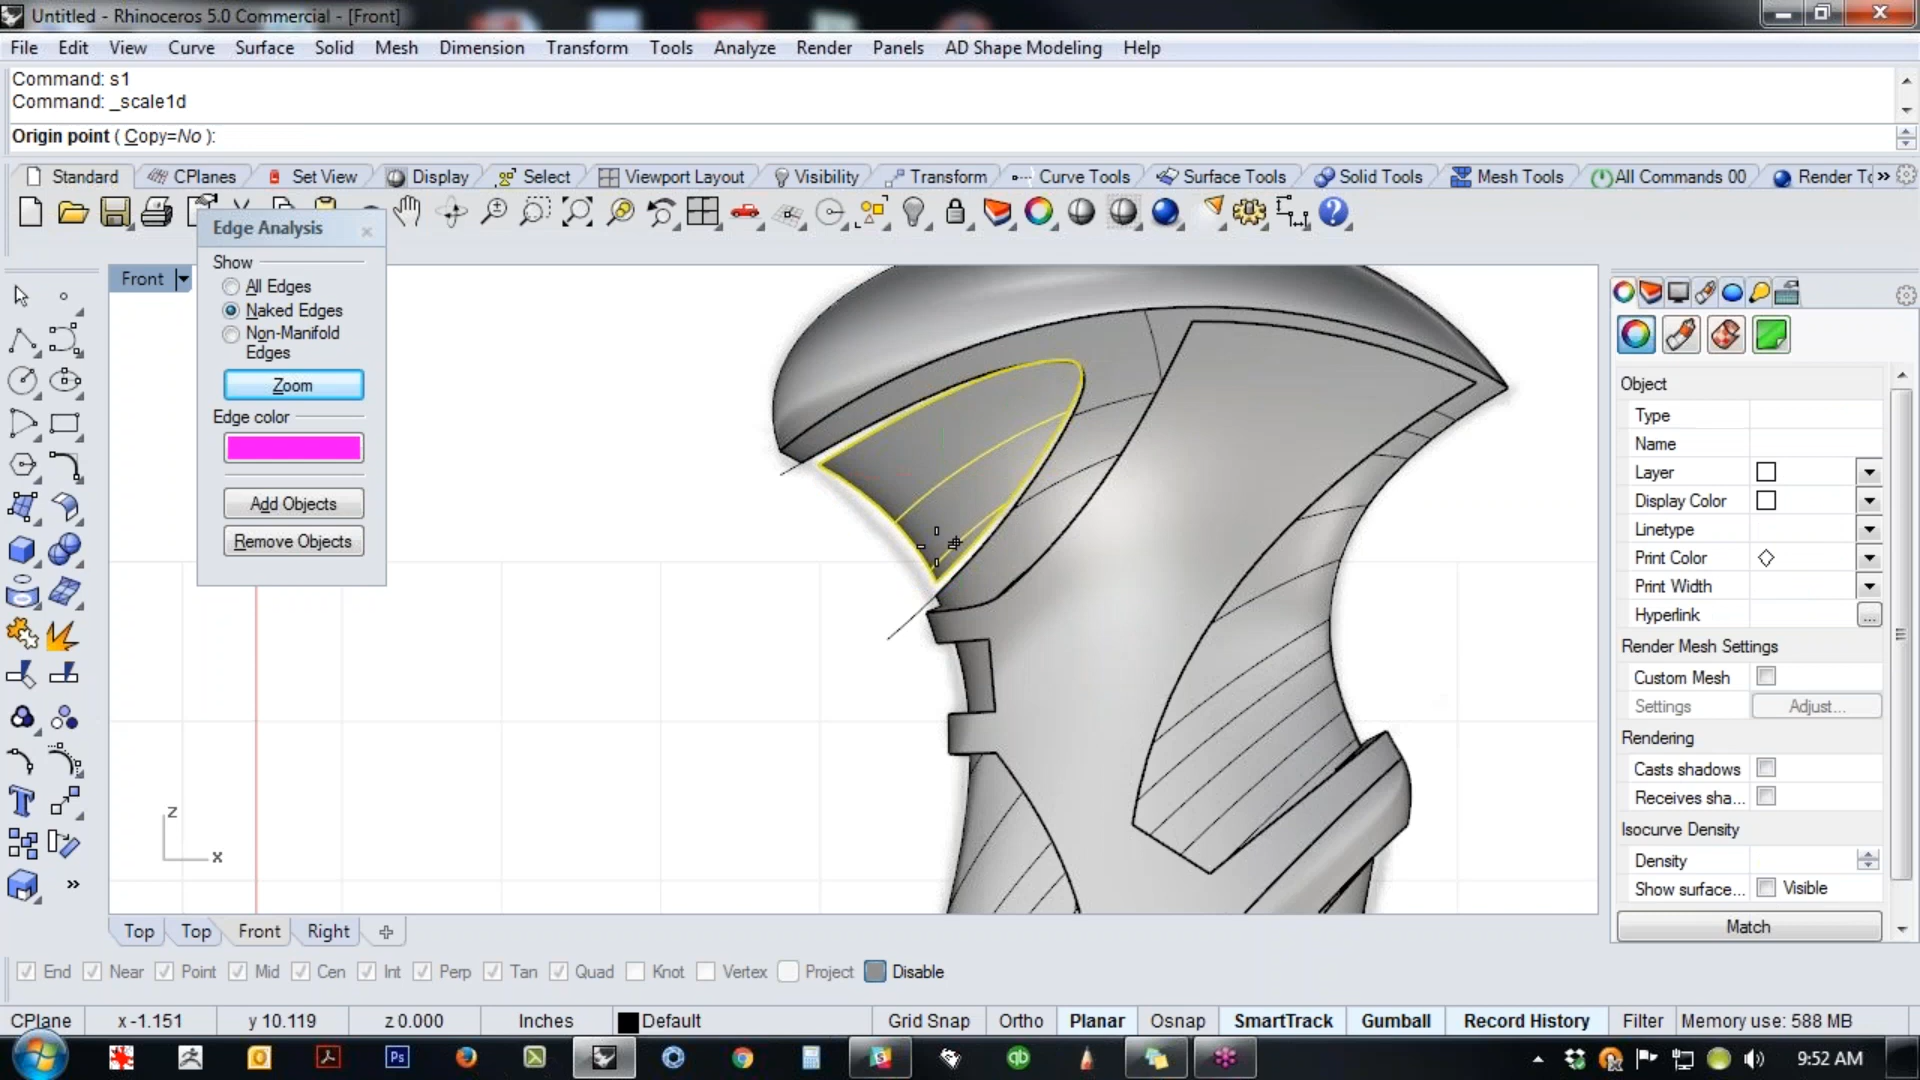 Untitled - Rhinoceros 5.0 Commercial - [Front]
File Edit View Curve Surface Solid Mesh Dimension Transform Tools Analyze Render Panels AD Shape Modeling Help
Command: s1
Command: _scale1d
Origin point ( Copy=No ):
Standard CPlanes Set View Display Select Viewport Layout Visibility Transform Curve Tools Surface Tools Solid Tools Mesh Tools All Commands 00 Render To »
Edge Analysis
Show
All Edges
Naked Edges
Non-Manifold
Edges
Zoom
Edge color
Add Objects
Remove Objects
Front
z
x
Object
Type
Name
Layer
Display Color
Linetype
Print Color
Print Width
Hyperlink ...
Render Mesh Settings
Custom Mesh
Settings Adjust...
Rendering
Casts shadows
Receives sha...
Isocurve Density
Density
Show surface... Visible
Match
Top Top Front Right
End Near Point Mid Cen Int Perp Tan Quad Knot Vertex Project Disable
CPlane x -1.151 y 10.119 z 0.000 Inches Default Grid Snap Ortho Planar Osnap SmartTrack Gumball Record History Filter Memory use: 588 MB
Ps qb 9:52 AM